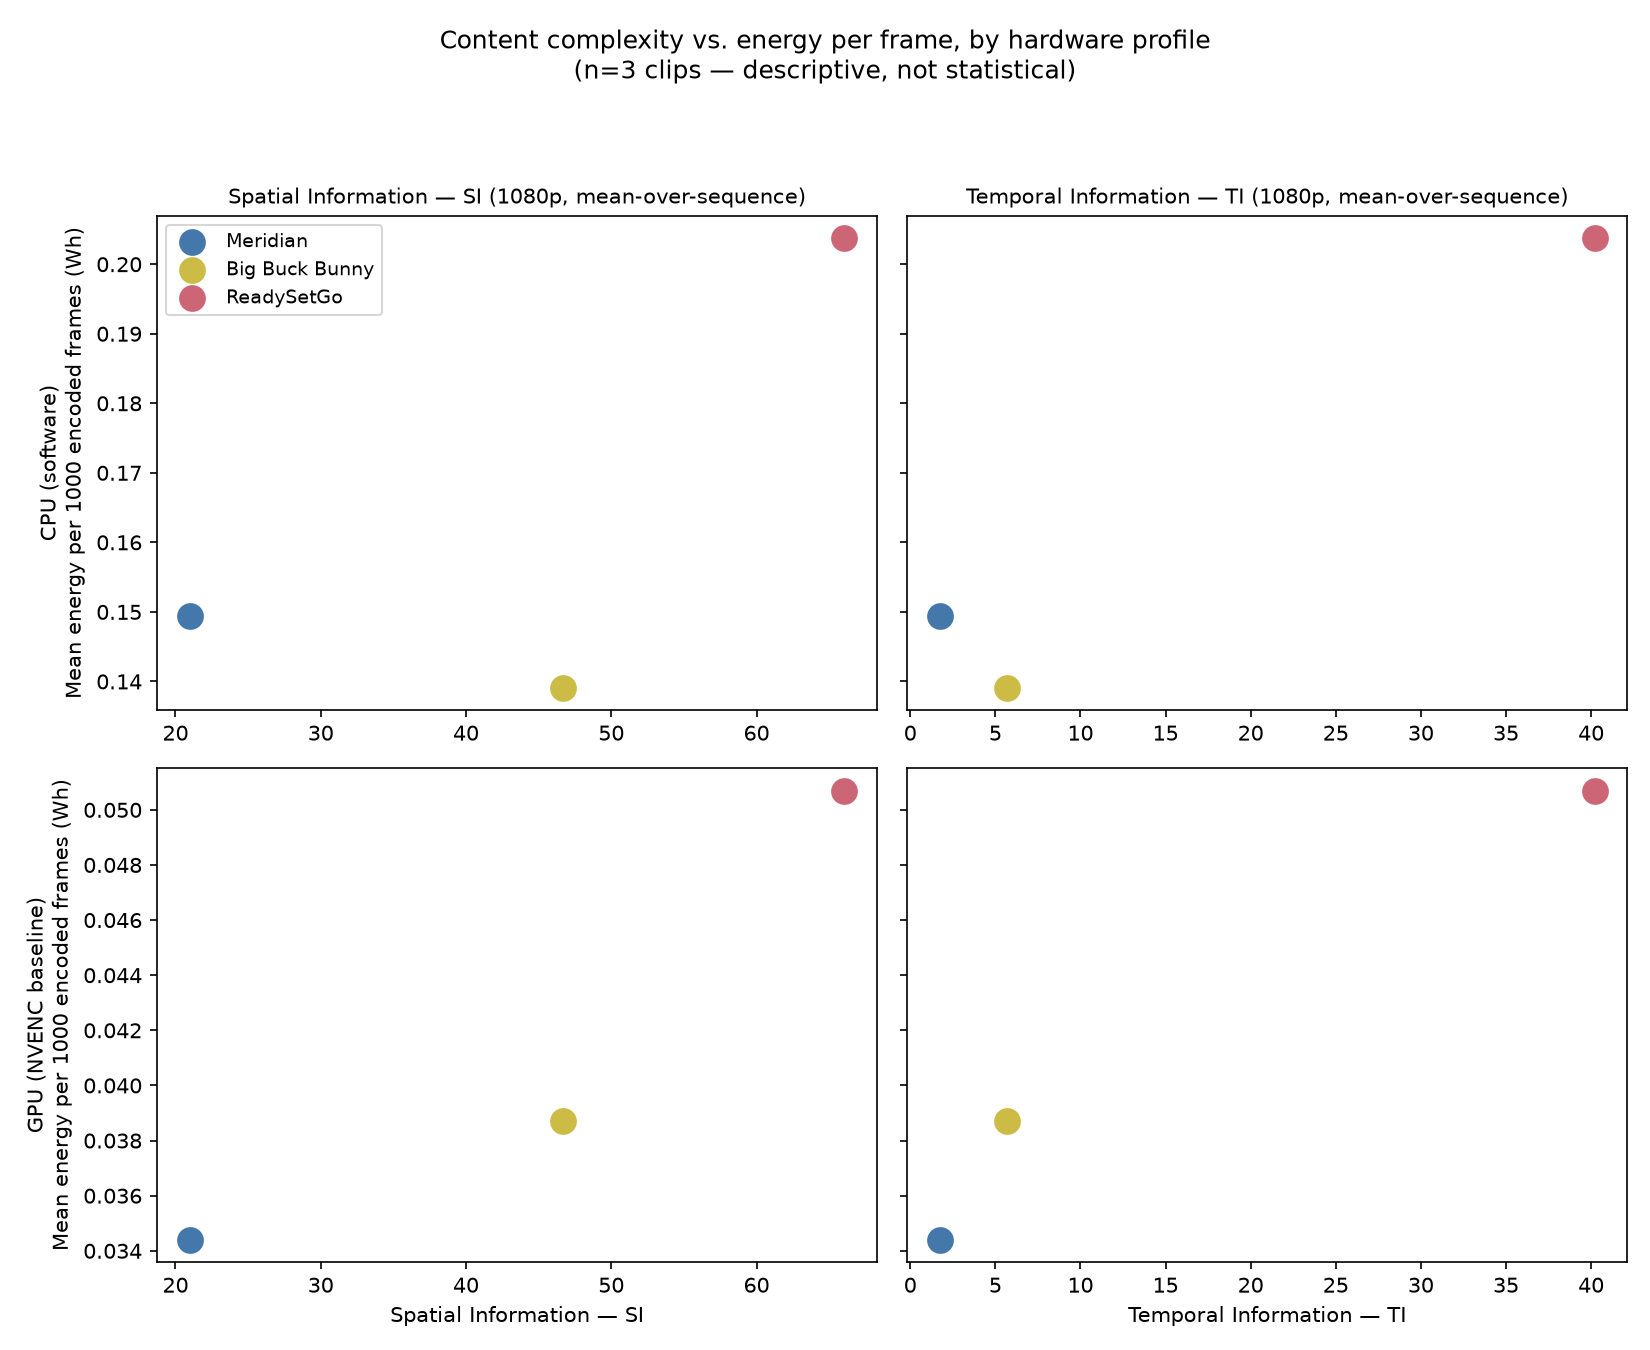 Content complexity vs. energy per frame, by hardware profile
(n=3 clips — descriptive, not statistical)
Spatial Information — SI (1080p, mean-over-sequence)
Temporal Information — TI (1080p, mean-over-sequence)
Meridian
Big Buck Bunny
ReadySetGo
CPU (software)
Mean energy per 1000 encoded frames (Wh)
0.20
0.19
0.18
0.17
0.16
0.15
0.14
20 30 40 50 60
0 5 10 15 20 25 30 35 40
GPU (NVENC baseline)
Mean energy per 1000 encoded frames (Wh)
0.050
0.048
0.046
0.044
0.042
0.040
0.038
0.036
0.034
20 30 40 50 60
0 5 10 15 20 25 30 35 40
Spatial Information — SI
Temporal Information — TI